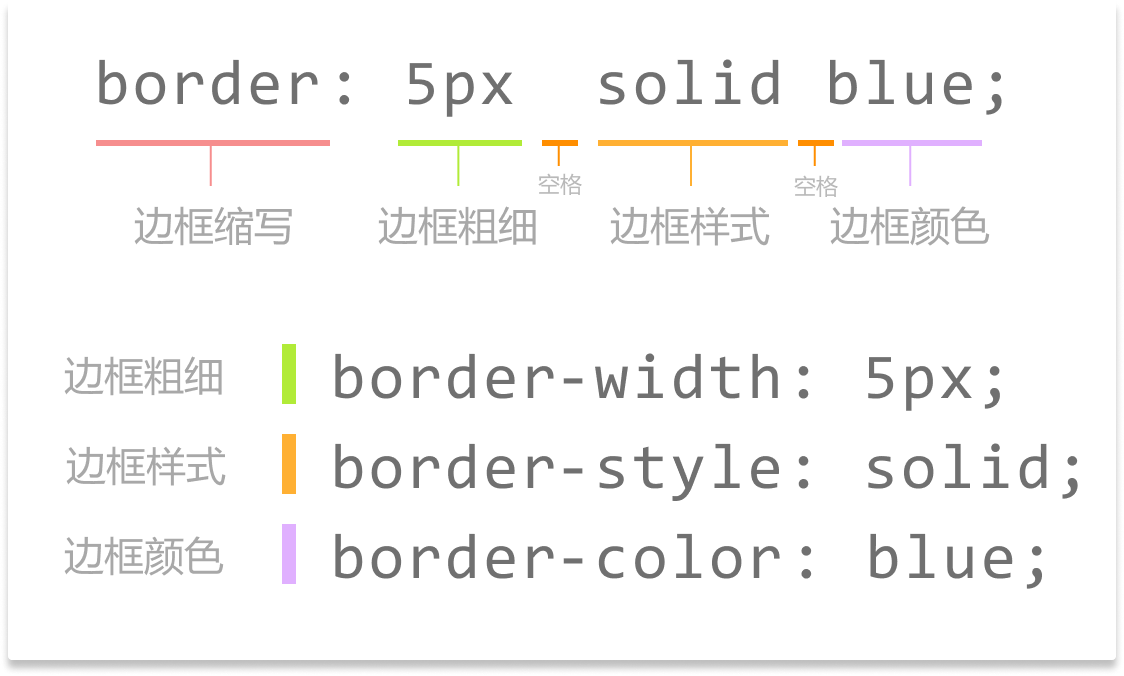 border: 5px solid blue;
空格 空格
边框缩写 边框粗细 边框样式 边框颜色
边框粗细 border-width: 5px;
边框样式 border-style: solid;
边框颜色 border-color: blue;